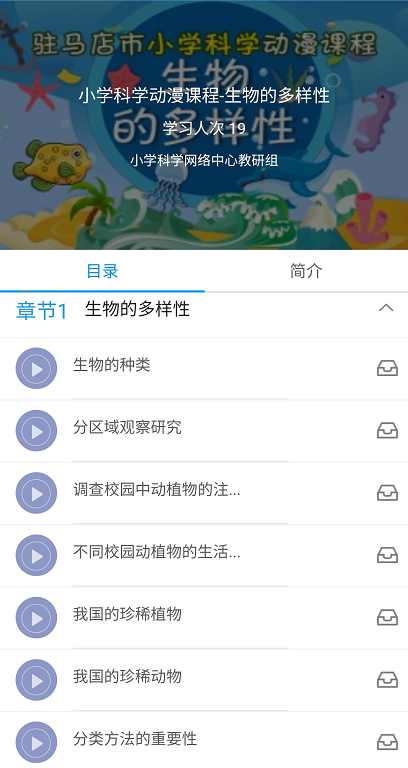 驻马店市小学科学动漫课程
生物
的多样性
小学科学动漫课程-生物的多样性
学习人次 19
小学科学网络中心教研组
目录
简介
章节1 生物的多样性
生物的种类
分区域观察研究
调查校园中动植物的注...
不同校园动植物的生活...
我国的珍稀植物
我国的珍稀动物
分类方法的重要性